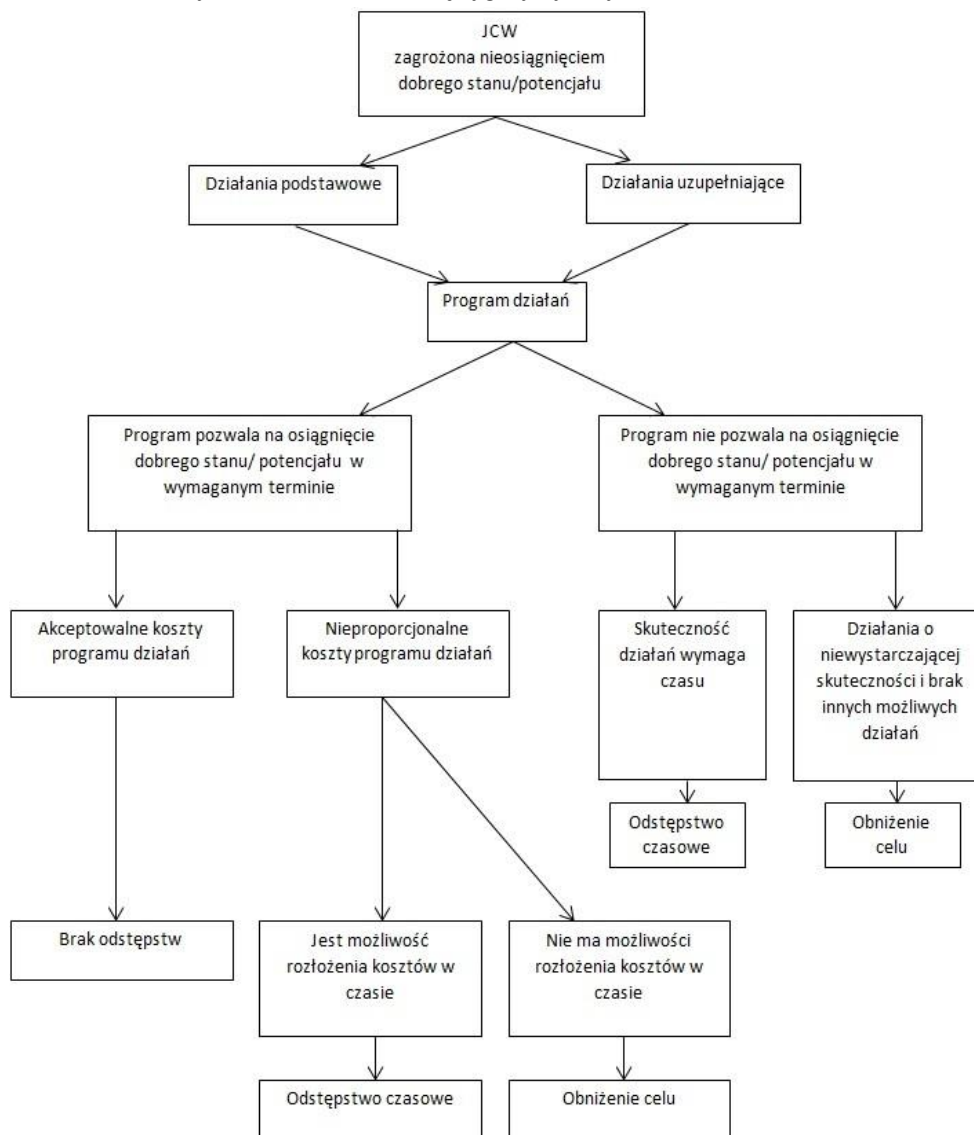 JCW
zagrożona nieosiągnięciem
dobrego stanu/potencjału
Działania podstawowe
Działania uzupełniające
Program działań
Program pozwala na osiągnięcie
dobrego stanu/ potencjału w
wymaganym terminie
Program nie pozwala na osiągnięcie
dobrego stanu/ potencjału w
wymaganym terminie
Akceptowalne koszty
programu działań
Nieproporcjonalne
koszty programu działań
Skuteczność
działań wymaga
czasu
Działania o
niewystarczającej
skuteczności i brak
innych możliwych
działań
Odstępstwo
czasowe
Obniżenie
celu
Brak odstępstw
Jest możliwość
rozłożenia kosztów w
czasie
Nie ma możliwości
rozłożenia kosztów w
czasie
Odstępstwo czasowe
Obniżenie celu